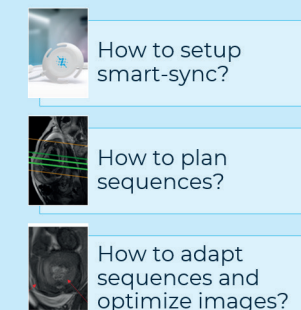 How to setup
smart-sync?
How to plan
sequences?
How to adapt
sequences and
optimize images?